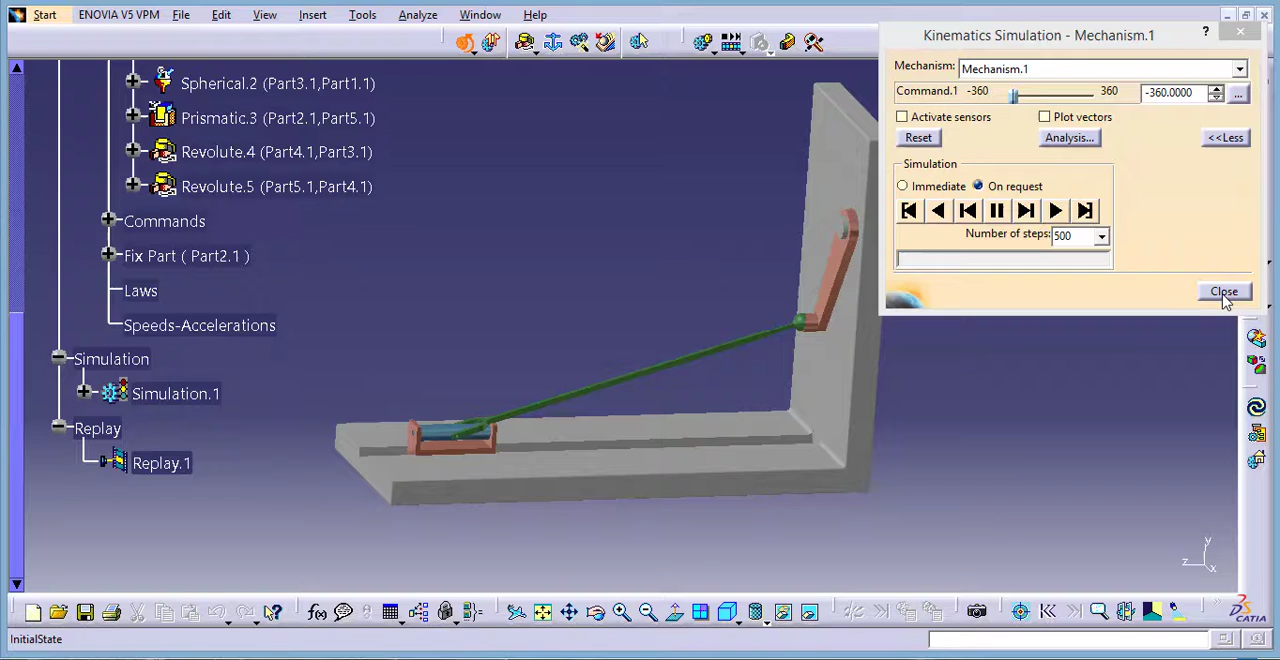 Start ENOVIA V5 VPM File Edit View Insert Tools Analyze Window Help
Kinematics Simulation - Mechanism.1 ?
Mechanism: Mechanism.1
Command.1 -360 360 -360.0000 ...
Activate sensors Plot vectors
Reset Analysis... <<Less
Simulation
Immediate On request
Number of steps: 500
Close
Spherical.2 (Part3.1,Part1.1)
Prismatic.3 (Part2.1,Part5.1)
Revolute.4 (Part4.1,Part3.1)
Revolute.5 (Part5.1,Part4.1)
Commands
Fix Part ( Part2.1 )
Laws
Speeds-Accelerations
Simulation
Simulation.1
Replay
Replay.1
y
z x
f(x)
DS CATIA
InitialState